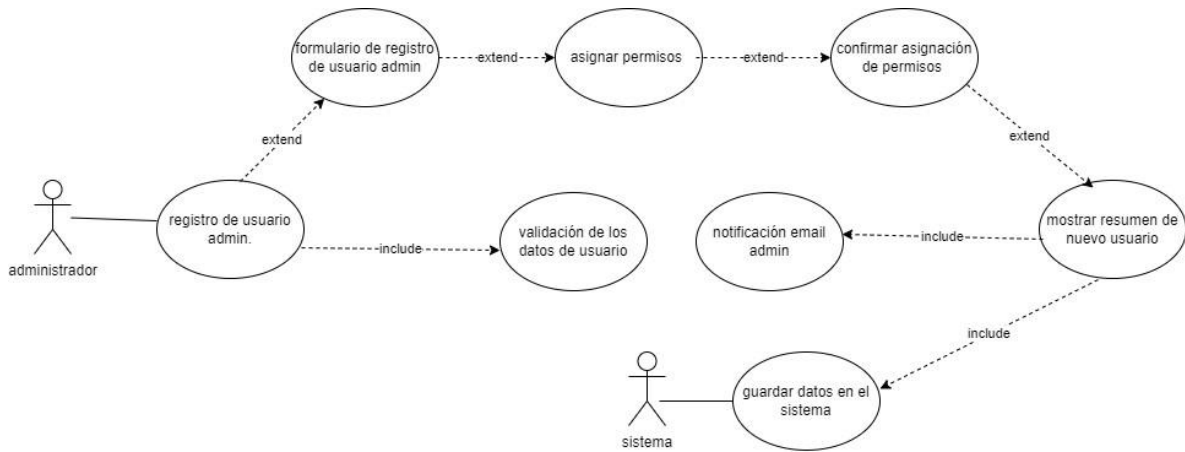 formulario de registro
de usuario admin
extend
asignar permisos
extend
confirmar asignación
de permisos
extend
extend
administrador
registro de usuario
admin.
include
validación de los
datos de usuario
notificación email
admin
include
mostrar resumen de
nuevo usuario
include
sistema
guardar datos en el
sistema